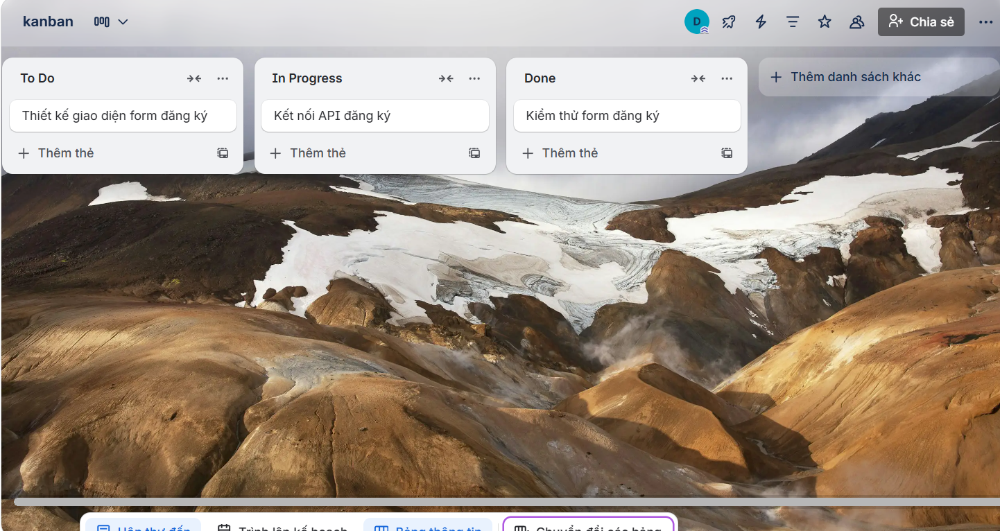 kanban
D
Chia sẻ
To Do
In Progress
Done
Thêm danh sách khác
Thiết kế giao diện form đăng ký
Kết nối API đăng ký
Kiểm thử form đăng ký
Thêm thẻ
Thêm thẻ
Thêm thẻ
Hộp thư đến
Trình lập kế hoạch
Bảng thông tin
Chuyển đổi các bảng